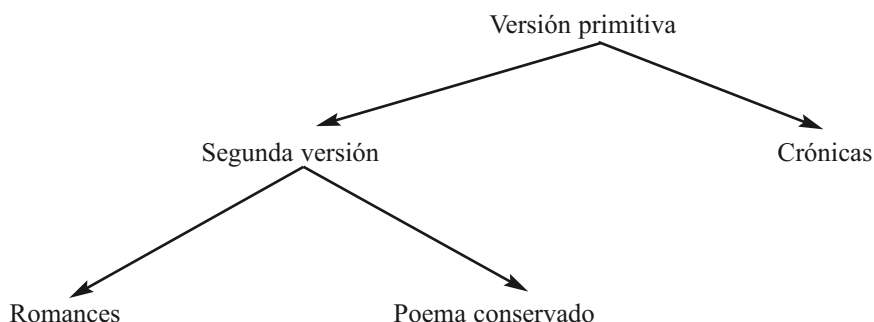 Versión primitiva
Segunda versión
Crónicas
Romances
Poema conservado